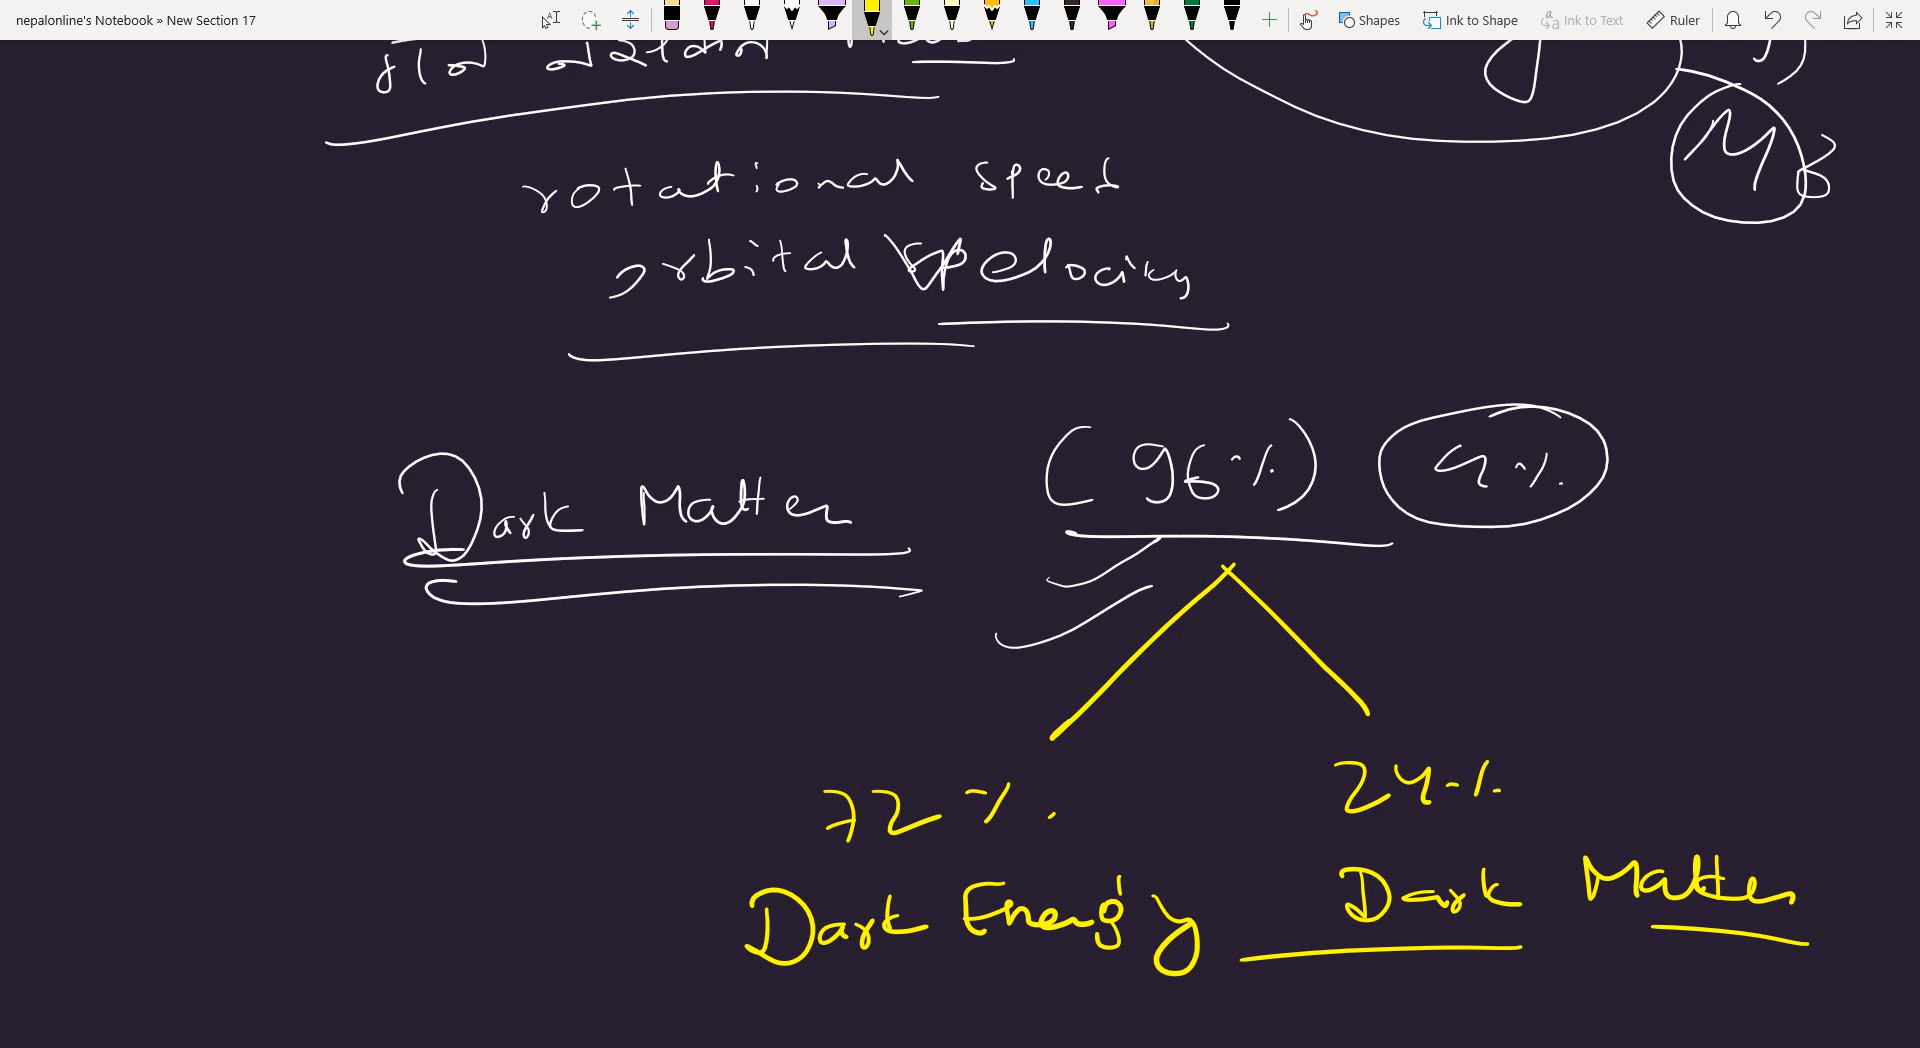 nepalonline's Notebook » New Section 17
Shapes Ink to Shape Ink to Text Ruler
M
rotational speed
orbital velocity
Dark Matter (96%) 4%
72% 24%
Dark Energy Dark Matter